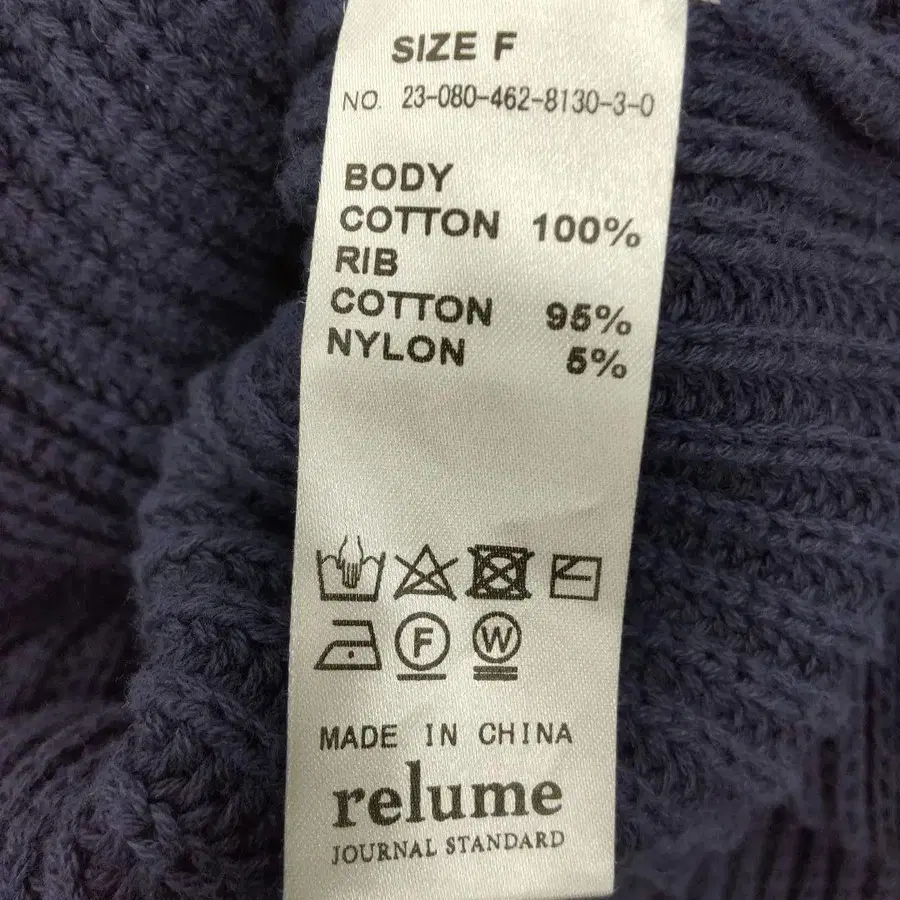 SIZE F
NO. 23-080-462-8130-3-0
BODY
COTTON 100%
RIB
COTTON 95%
NYLON 5%
F W
MADE IN CHINA
relume
JOURNAL STANDARD